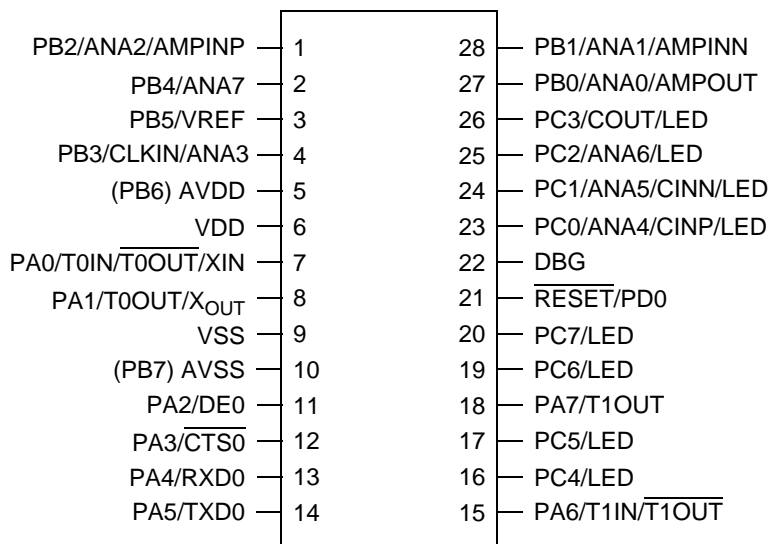 PB2/ANA2/AMPINP 1 28 PB1/ANA1/AMPINN
PB4/ANA7 2 27 PB0/ANA0/AMPOUT
PB5/VREF 3 26 PC3/COUT/LED
PB3/CLKIN/ANA3 4 25 PC2/ANA6/LED
(PB6) AVDD 5 24 PC1/ANA5/CINN/LED
VDD 6 23 PC0/ANA4/CINP/LED
PA0/T0IN/T0OUT/XIN 7 22 DBG
PA1/T0OUT/XOUT 8 21 RESET/PD0
VSS 9 20 PC7/LED
(PB7) AVSS 10 19 PC6/LED
PA2/DE0 11 18 PA7/T1OUT
PA3/CTS0 12 17 PC5/LED
PA4/RXD0 13 16 PC4/LED
PA5/TXD0 14 15 PA6/T1IN/T1OUT